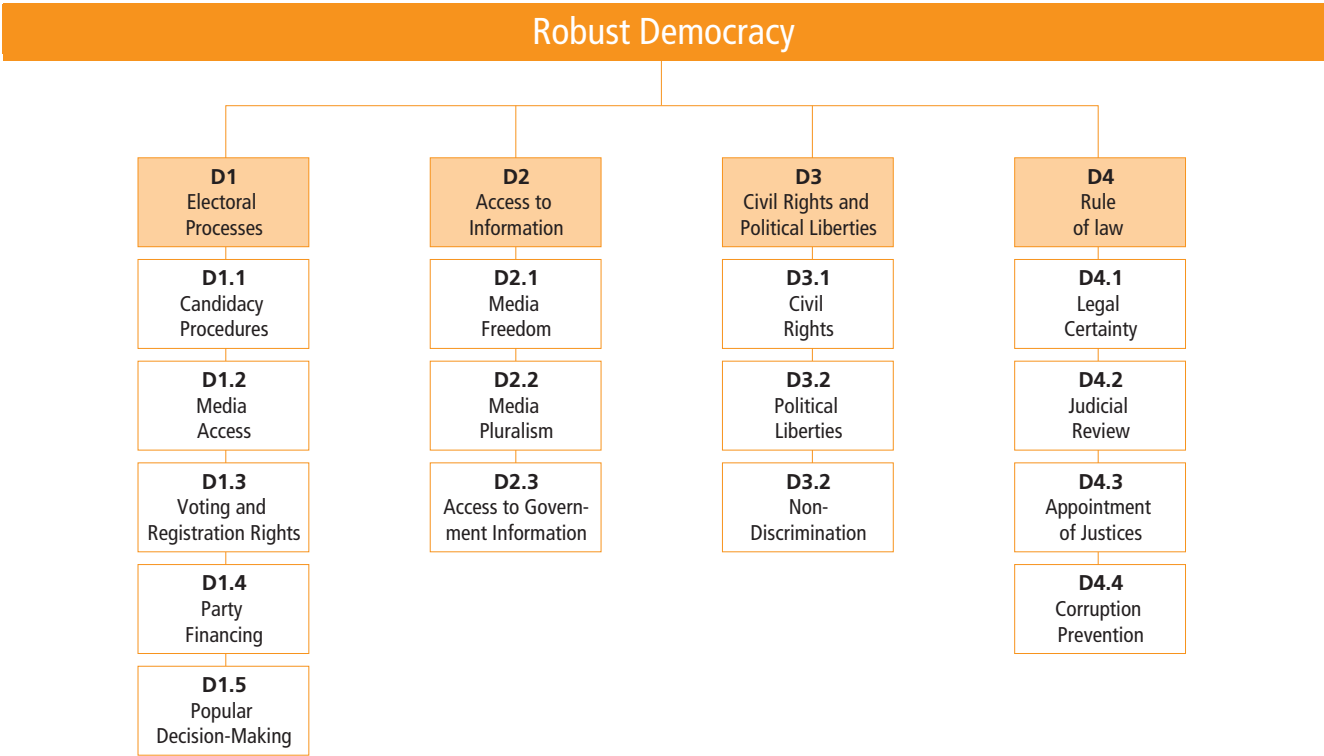 Robust Democracy
D1
Electoral
Processes
D1.1
Candidacy
Procedures
D1.2
Media
Access
D1.3
Voting and
Registration Rights
D1.4
Party
Financing
D1.5
Popular
Decision-Making
D2
Access to
Information
D2.1
Media
Freedom
D2.2
Media
Pluralism
D2.3
Access to Govern-
ment Information
D3
Civil Rights and
Political Liberties
D3.1
Civil
Rights
D3.2
Political
Liberties
D3.2
Non-
Discrimination
D4
Rule
of law
D4.1
Legal
Certainty
D4.2
Judicial
Review
D4.3
Appointment
of Justices
D4.4
Corruption
Prevention